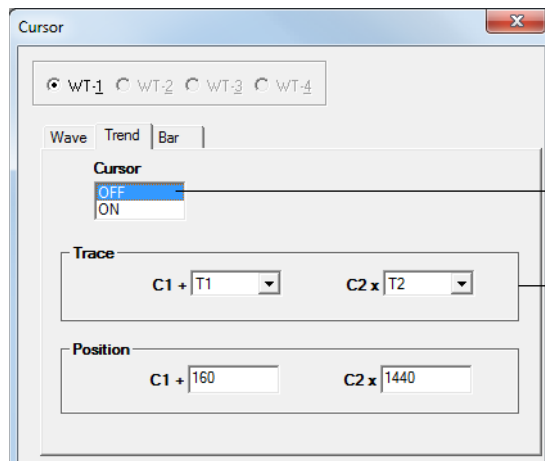 Cursor
WT-1 WT-2 WT-3 WT-4
Wave Trend Bar
Cursor
OFF
ON
Trace
C1 + T1 C2 x T2
Position
C1 + 160 C2 x 1440